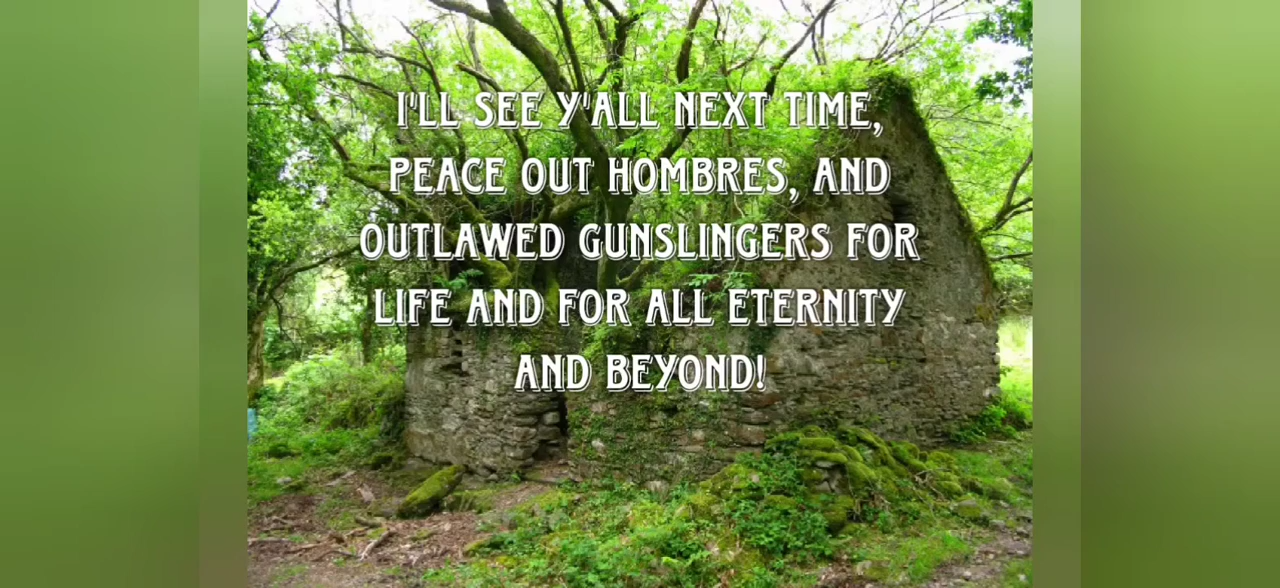 I'LL SEE Y'ALL NEXT TIME,
PEACE OUT HOMBRES, AND
OUTLAWED GUNSLINGERS FOR
LIFE AND FOR ALL ETERNITY
AND BEYOND!